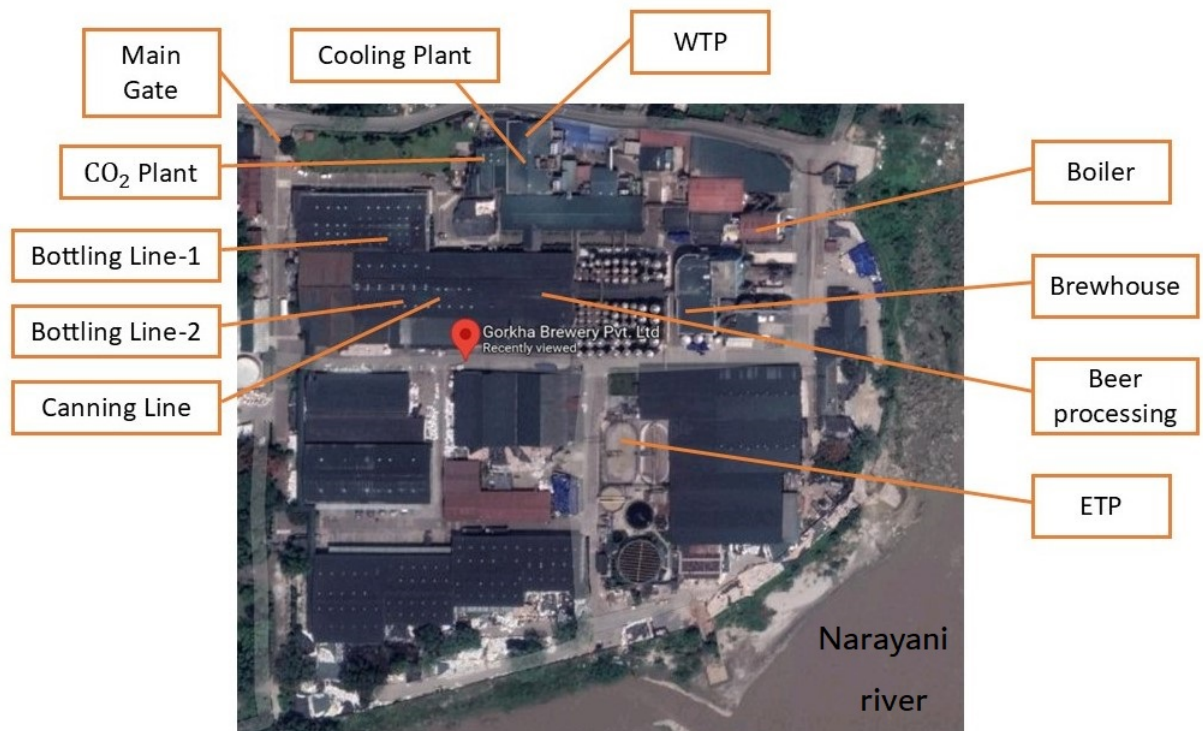 Main
Gate
Cooling Plant
WTP
CO₂ Plant
Boiler
Bottling Line-1
Brewhouse
Bottling Line-2
Gorkha Brewery Pvt. Ltd
Recently viewed
Canning Line
Beer
processing
ETP
Narayani
river